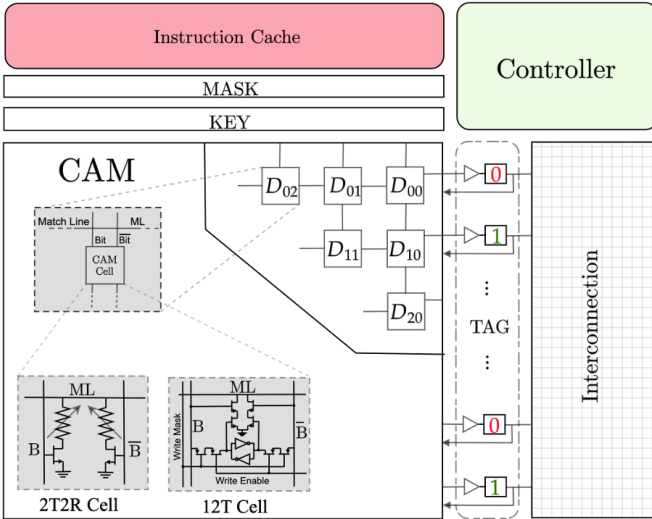 Instruction Cache
Controller
MASK
KEY
CAM
D02 D01 D00
D11 D10
D20
Match Line ML
Bit Bit
CAM
Cell
0
1
...
TAG
...
0
1
Interconnection
ML
B B
2T2R Cell
ML
B B
Write Mask
Write Enable
12T Cell